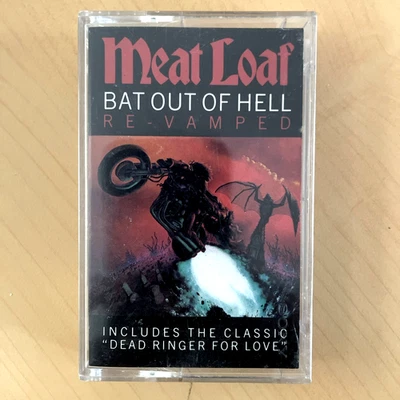 Meat Loaf
BAT OUT OF HELL
RE-VAMPED
INCLUDES THE CLASSIC
"DEAD RINGER FOR LOVE"